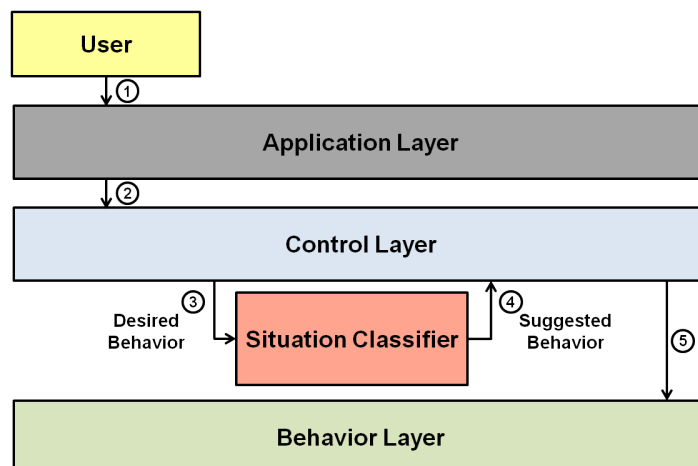 User
1
Application Layer
2
Control Layer
3
Desired
Behavior
Situation Classifier
4
Suggested
Behavior
5
Behavior Layer